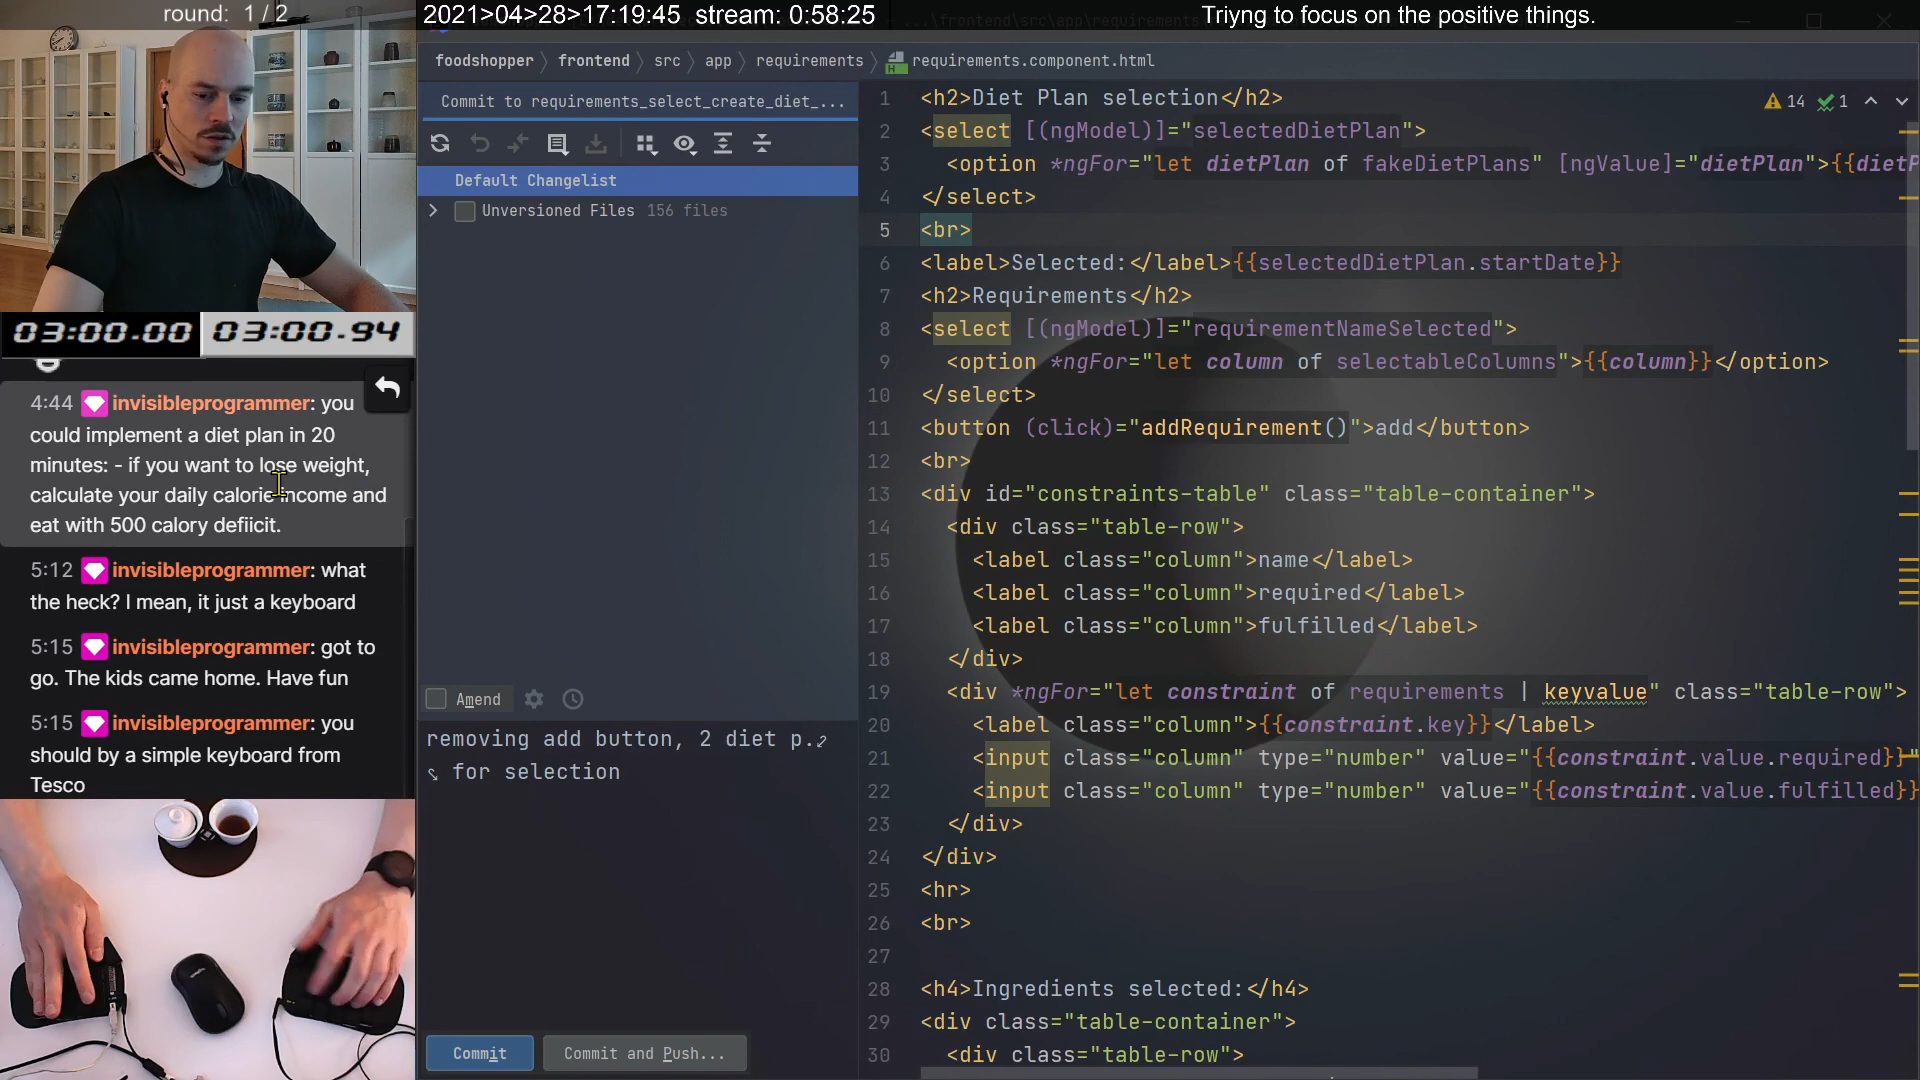 round: 1 / 2
2021>04>28>17:19:45 stream: 0:58:25
Triyng to focus on the positive things.
03:00.00 03:00.94
4:44 invisibleprogrammer: you
could implement a diet plan in 20
minutes: - if you want to lose weight,
calculate your daily calorie income and
eat with 500 calory defiicit.
5:12 invisibleprogrammer: what
the heck? I mean, it just a keyboard
5:15 invisibleprogrammer: got to
go. The kids came home. Have fun
5:15 invisibleprogrammer: you
should by a simple keyboard from
Tesco
foodshopper frontend src app requirements requirements.component.html
Commit to requirements_select_create_diet_...
Default Changelist
Unversioned Files 156 files
Amend
removing add button, 2 diet p.
for selection
Commit
Commit and Push...
14 1
1 <h2>Diet Plan selection</h2>
2 <select [(ngModel)]="selectedDietPlan">
3 <option *ngFor="let dietPlan of fakeDietPlans" [ngValue]="dietPlan">{{dietP
4 </select>
5 <br>
6 <label>Selected:</label>{{selectedDietPlan.startDate}}
7 <h2>Requirements</h2>
8 <select [(ngModel)]="requirementNameSelected">
9 <option *ngFor="let column of selectableColumns">{{column}}</option>
10 </select>
11 <button (click)="addRequirement()">add</button>
12 <br>
13 <div id="constraints-table" class="table-container">
14 <div class="table-row">
15 <label class="column">name</label>
16 <label class="column">required</label>
17 <label class="column">fulfilled</label>
18 </div>
19 <div *ngFor="let constraint of requirements | keyvalue" class="table-row">
20 <label class="column">{{constraint.key}}</label>
21 <input class="column" type="number" value="{{constraint.value.required}}"
22 <input class="column" type="number" value="{{constraint.value.fulfilled}}
23 </div>
24 </div>
25 <hr>
26 <br>
27
28 <h4>Ingredients selected:</h4>
29 <div class="table-container">
30 <div class="table-row">